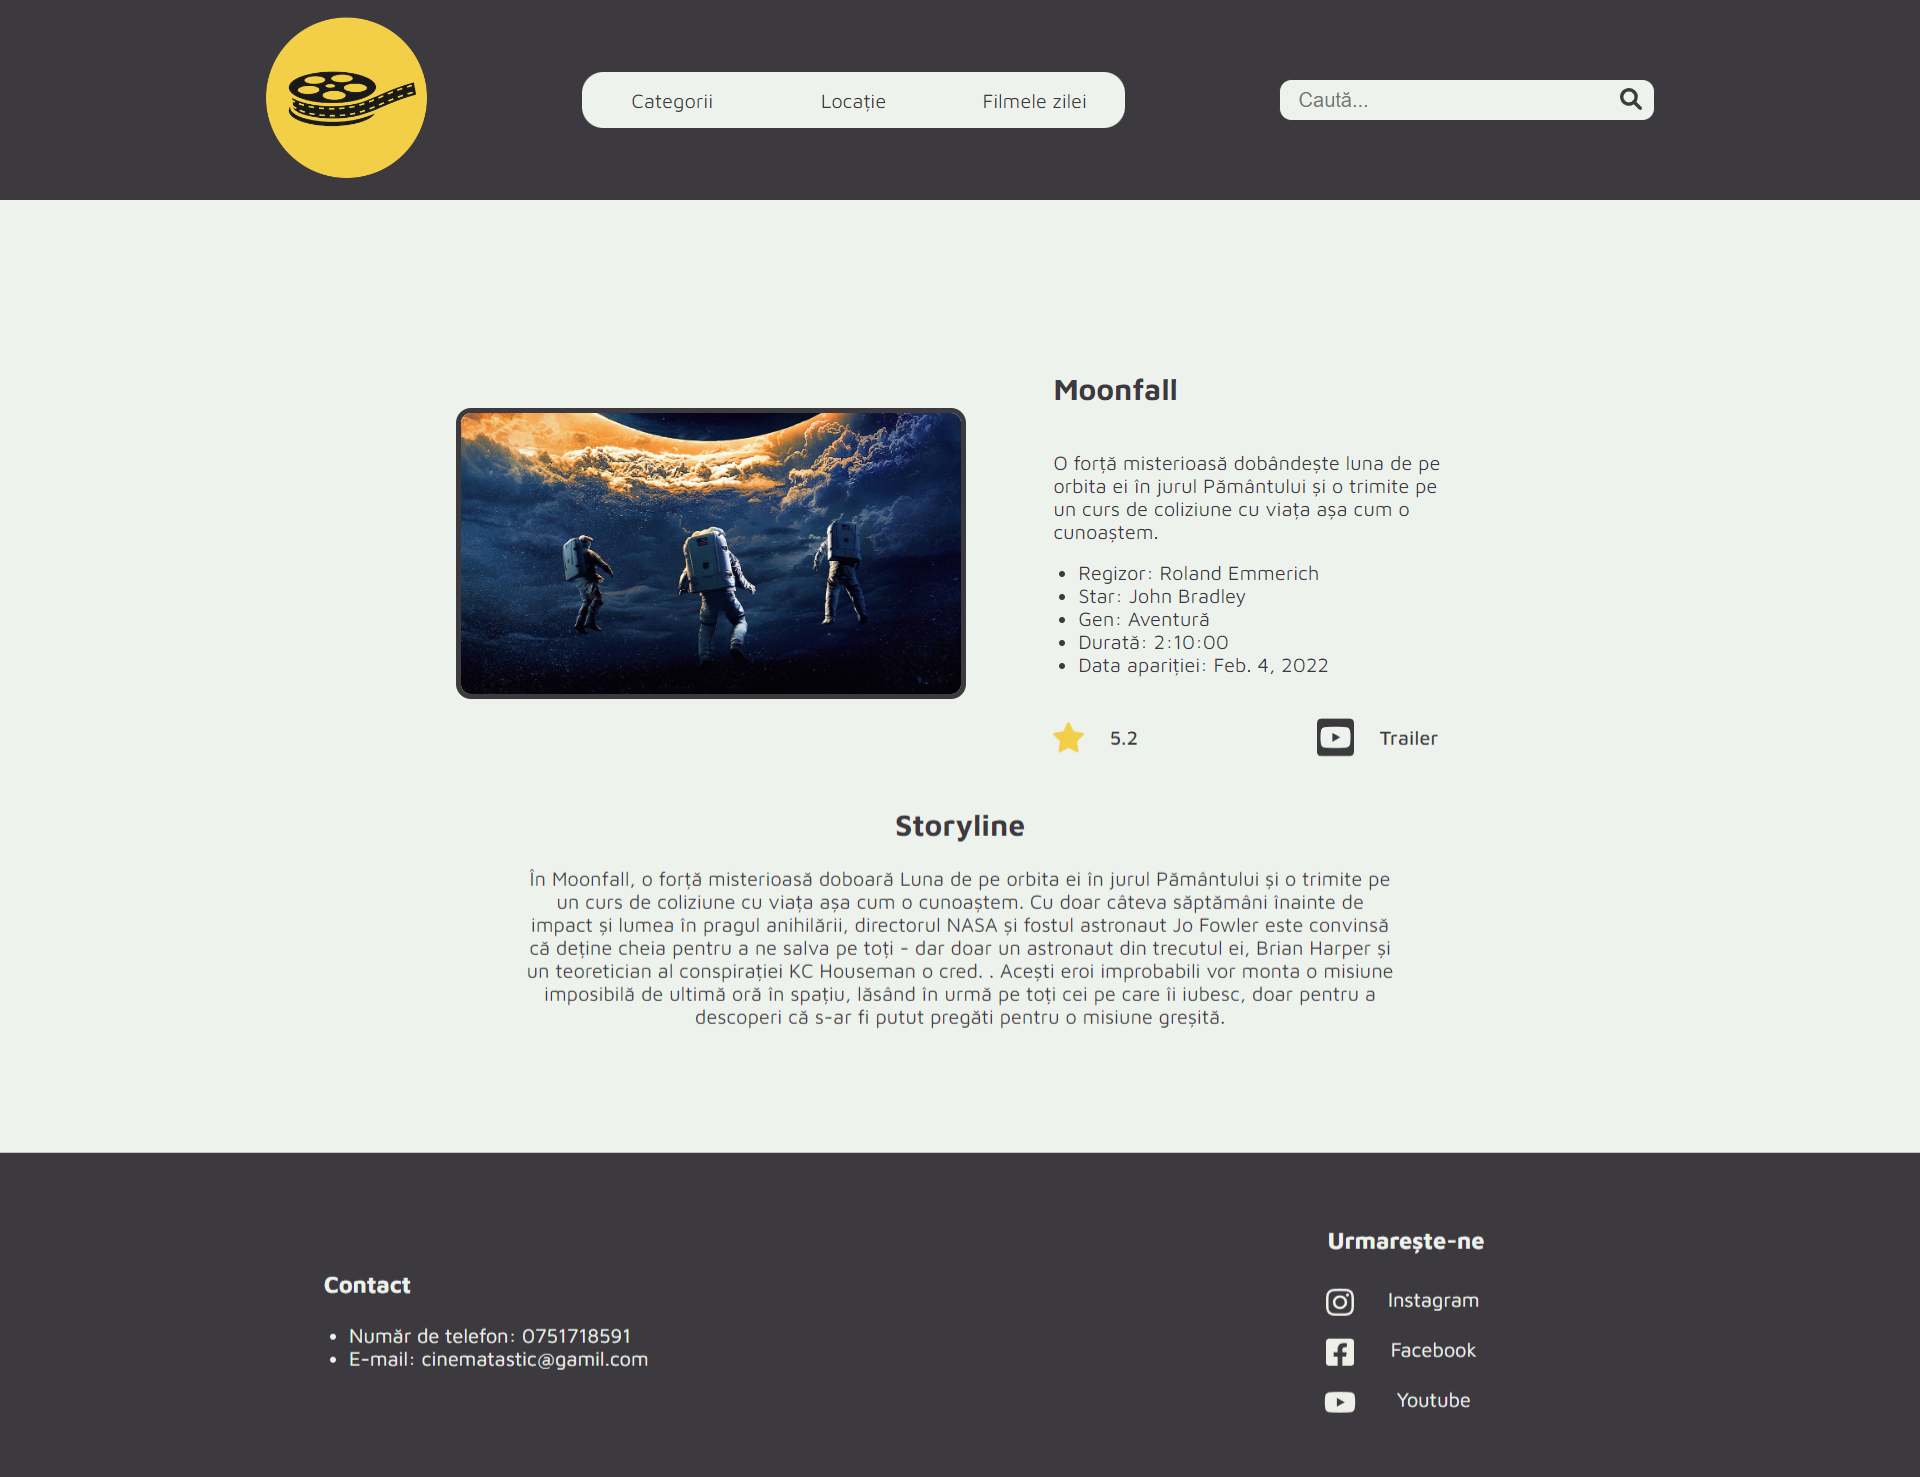 Categorii
Locație
Filmele zilei
Caută...
Moonfall
O forță misterioasă dobândește luna de pe
orbita ei în jurul Pământului și o trimite pe
un curs de coliziune cu viața așa cum o
cunoaștem.
Regizor: Roland Emmerich
Star: John Bradley
Gen: Aventură
Durată: 2:10:00
Data apariției: Feb. 4, 2022
5.2
Trailer
Storyline
În Moonfall, o forță misterioasă doboară Luna de pe orbita ei în jurul Pământului și o trimite pe
un curs de coliziune cu viața așa cum o cunoaștem. Cu doar câteva săptămâni înainte de
impact și lumea în pragul anihilării, directorul NASA și fostul astronaut Jo Fowler este convinsă
că deține cheia pentru a ne salva pe toți - dar doar un astronaut din trecutul ei, Brian Harper și
un teoretician al conspirației KC Houseman o cred. . Acești eroi improbabili vor monta o misiune
imposibilă de ultimă oră în spațiu, lăsând în urmă pe toți cei pe care îi iubesc, doar pentru a
descoperi că s-ar fi putut pregăti pentru o misiune greșită.
Contact
Număr de telefon: 0751718591
E-mail: cinematastic@gamil.com
Urmarește-ne
Instagram
Facebook
Youtube